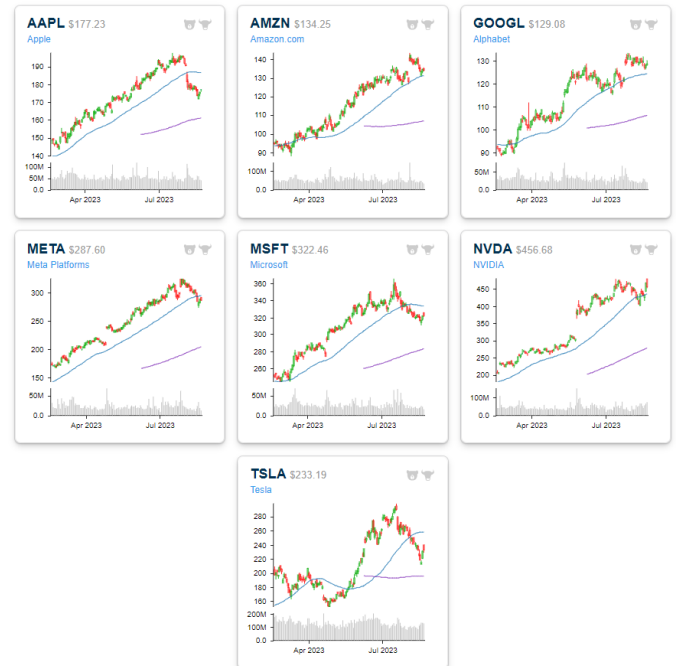 AAPL $177.23
Apple
190
180
170
160
150
140
100M
50M
0.0
Apr 2023 Jul 2023
AMZN $134.25
Amazon.com
140
130
120
110
100
90
100M
0.0
Apr 2023 Jul 2023
GOOGL $129.08
Alphabet
130
120
110
100
90
50M
0.0
Apr 2023 Jul 2023
META $287.60
Meta Platforms
300
250
200
150
50M
0.0
Apr 2023 Jul 2023
MSFT $322.46
Microsoft
360
340
320
300
280
260
50M
0.0
Apr 2023 Jul 2023
NVDA $456.68
NVIDIA
450
400
350
300
250
200
100M
0.0
Apr 2023 Jul 2023
TSLA $233.19
Tesla
280
260
240
220
200
180
160
200M
100M
0.0
Apr 2023 Jul 2023